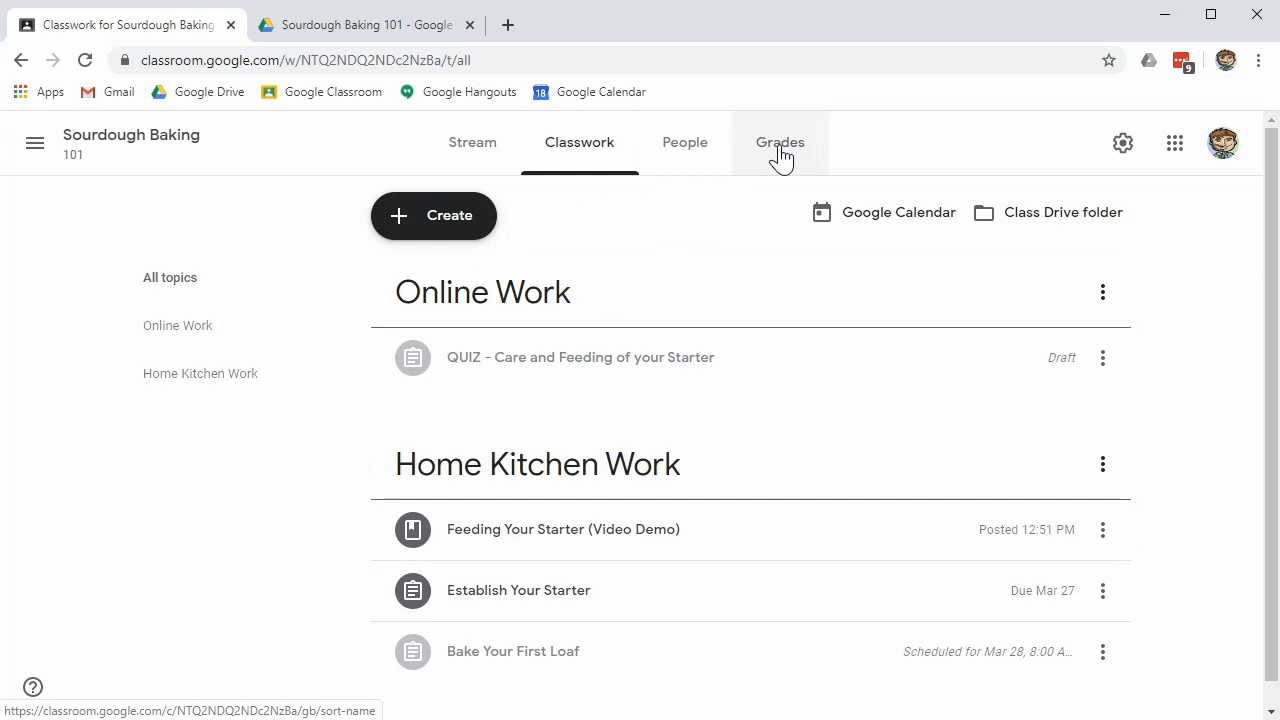 Classwork for Sourdough Baking
Sourdough Baking 101 - Google
classroom.google.com/w/NTQ2NDQ2NDc2NzBa/t/all
9
Apps
Gmail
Google Drive
Google Classroom
Google Hangouts
18
Google Calendar
Sourdough Baking
101
Stream
Classwork
People
Grades
Create
Google Calendar
Class Drive folder
All topics
Online Work
Home Kitchen Work
Online Work
QUIZ - Care and Feeding of your Starter
Draft
Home Kitchen Work
Feeding Your Starter (Video Demo)
Posted 12:51 PM
Establish Your Starter
Due Mar 27
Bake Your First Loaf
Scheduled for Mar 28, 8:00 A...
https://classroom.google.com/c/NTQ2NDQ2NDc2NzBa/gb/sort-name